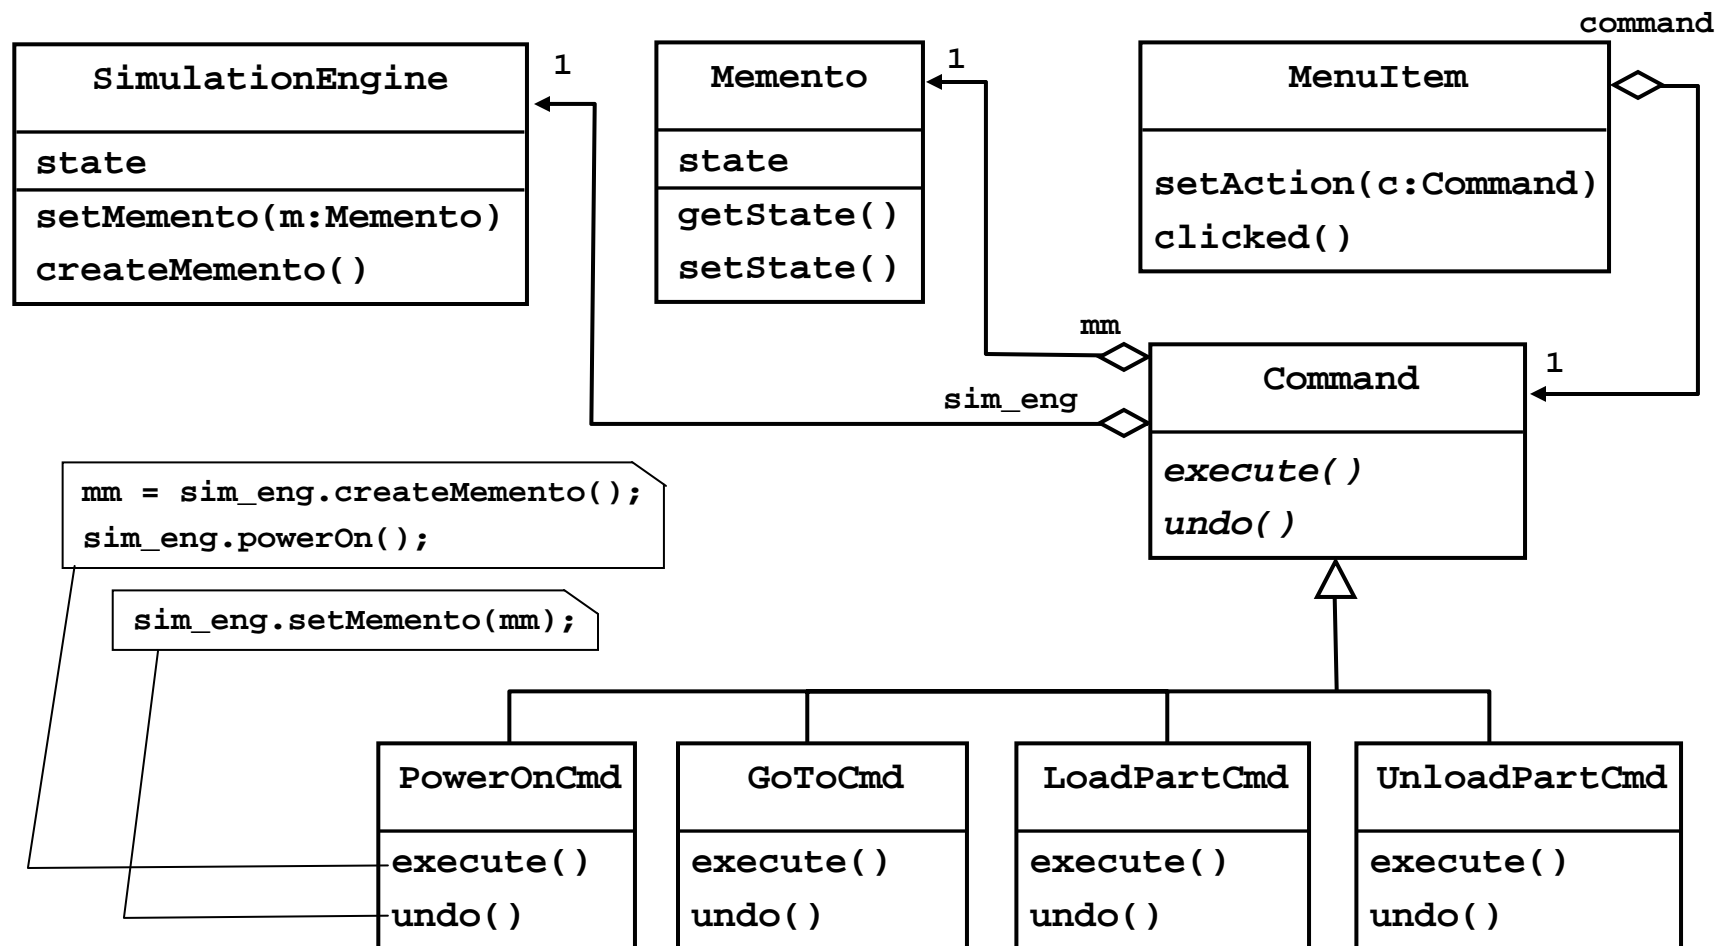 command
SimulationEngine
1
state
setMemento(m:Memento)
createMemento()
Memento
1
state
getState()
setState()
MenuItem
setAction(c:Command)
clicked()
mm
sim_eng
Command
1
execute()
undo()
mm = sim_eng.createMemento();
sim_eng.powerOn();
sim_eng.setMemento(mm);
PowerOnCmd
execute()
undo()
GoToCmd
execute()
undo()
LoadPartCmd
execute()
undo()
UnloadPartCmd
execute()
undo()